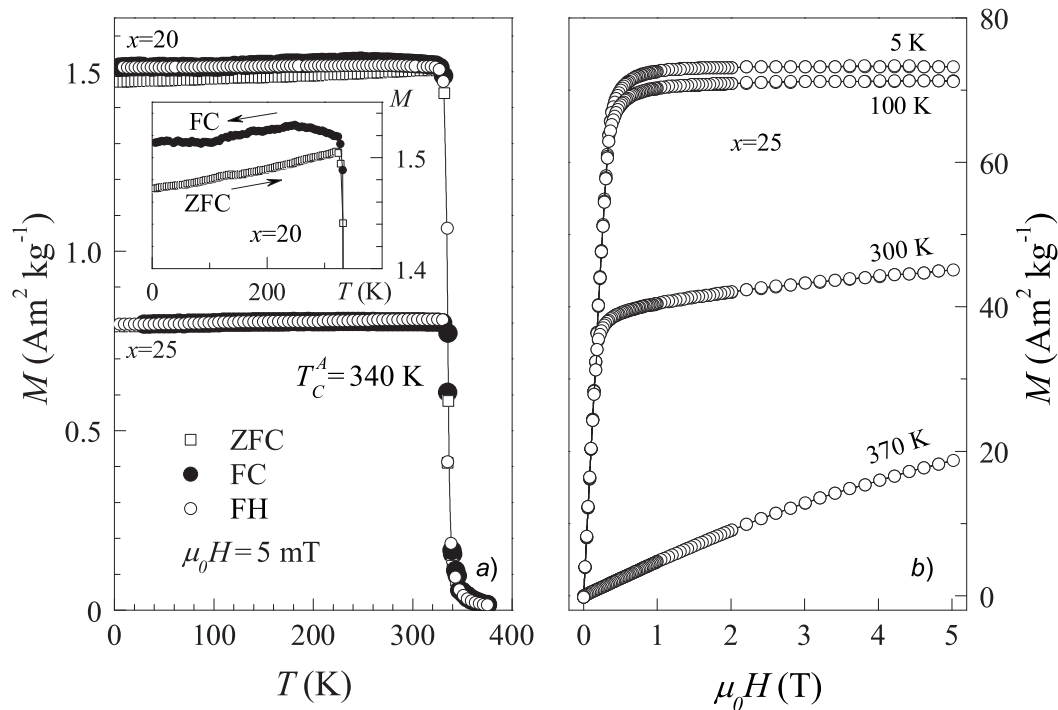 x=20
1.5
1.0
0.5
0
M (Am² kg⁻¹)
M
FC
ZFC
x=20
1.5
1.4
0 200 T (K)
x=25
T_C^A = 340 K
ZFC
FC
FH
μ₀H = 5 mT
a)
0 100 200 300 400
T (K)
80
60
40
20
0
M (Am² kg⁻¹)
5 K
100 K
x=25
300 K
370 K
b)
0 1 2 3 4 5
μ₀H (T)